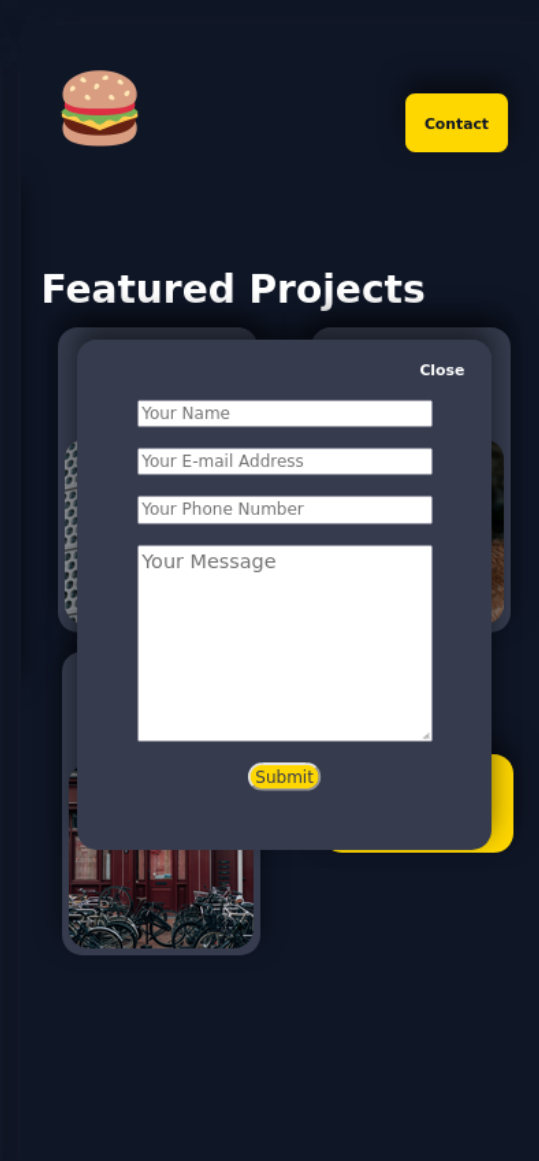 Contact
Featured Projects
Close
Your Name
Your E-mail Address
Your Phone Number
Your Message
Submit